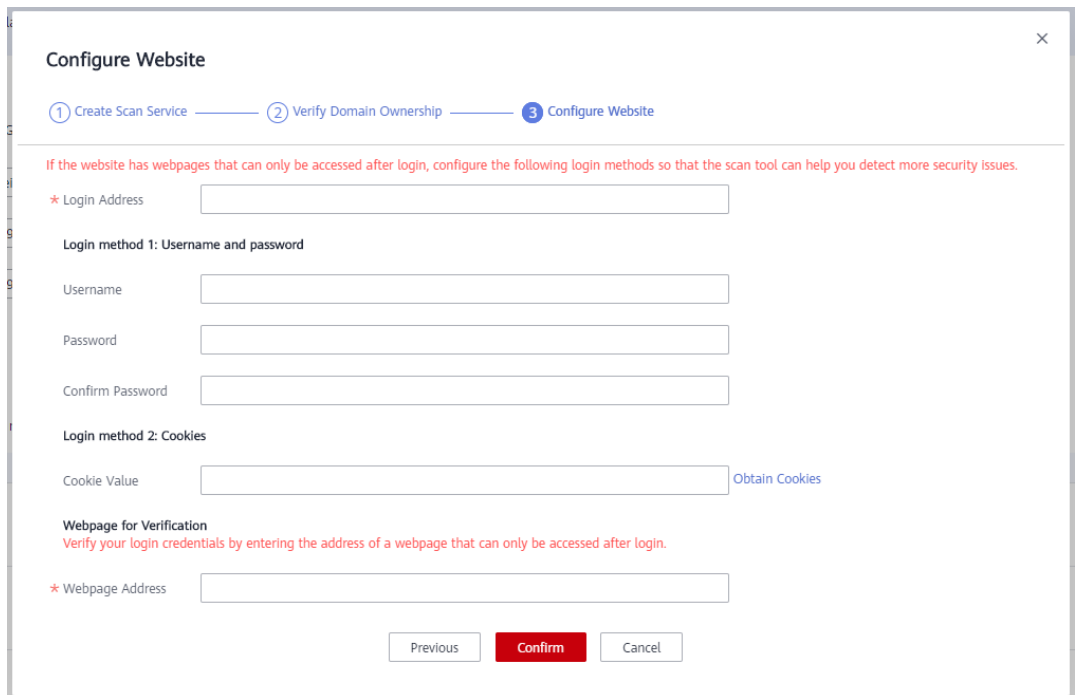 Configure Website
1 Create Scan Service 2 Verify Domain Ownership 3 Configure Website
If the website has webpages that can only be accessed after login, configure the following login methods so that the scan tool can help you detect more security issues.
* Login Address
Login method 1: Username and password
Username
Password
Confirm Password
Login method 2: Cookies
Cookie Value Obtain Cookies
Webpage for Verification
Verify your login credentials by entering the address of a webpage that can only be accessed after login.
* Webpage Address
Previous Confirm Cancel